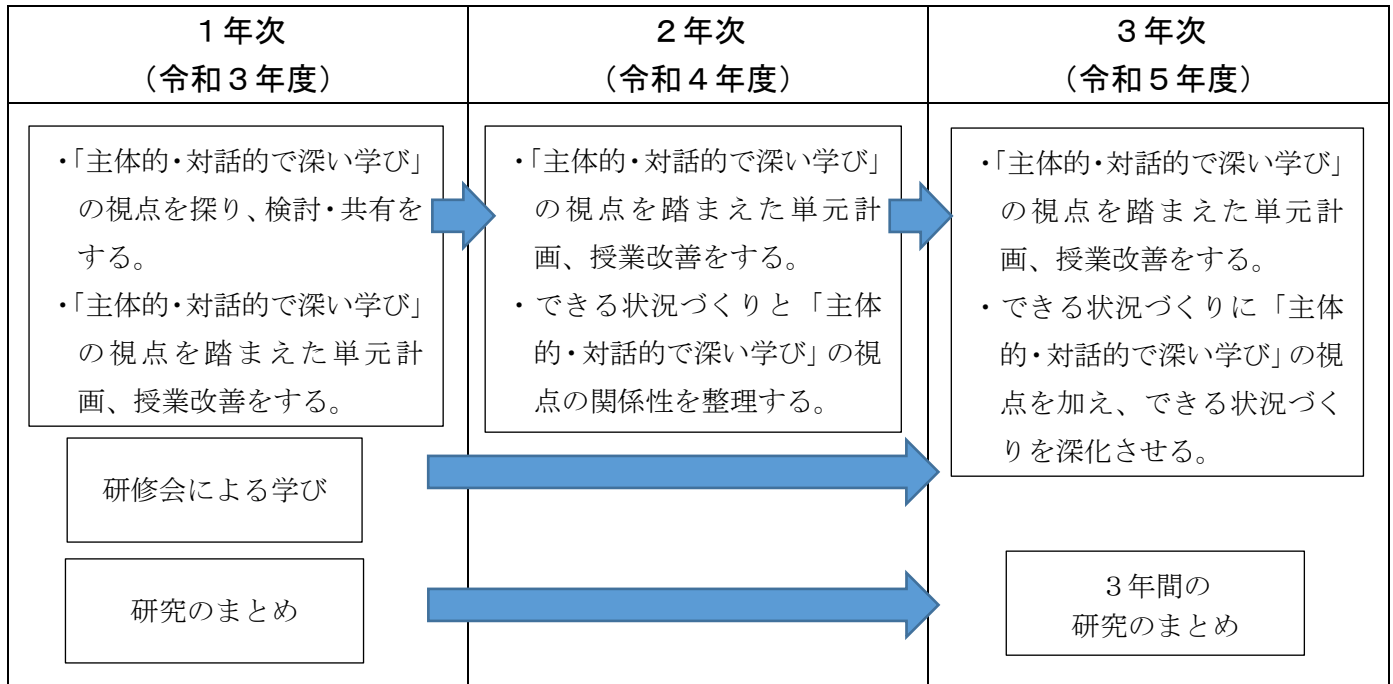 １年次
（令和３年度）
２年次
（令和４年度）
３年次
（令和５年度）
・「主体的・対話的で深い学び」
の視点を探り、検討・共有を
する。
・「主体的・対話的で深い学び」
の視点を踏まえた単元計
画、授業改善をする。
・「主体的・対話的で深い学び」
の視点を踏まえた単元計
画、授業改善をする。
・できる状況づくりと「主体
的・対話的で深い学び」の視
点の関係性を整理する。
・「主体的・対話的で深い学び」
の視点を踏まえた単元計
画、授業改善をする。
・できる状況づくりに「主体
的・対話的で深い学び」の視
点を加え、できる状況づく
りを深化させる。
研修会による学び
研究のまとめ
３年間の
研究のまとめ